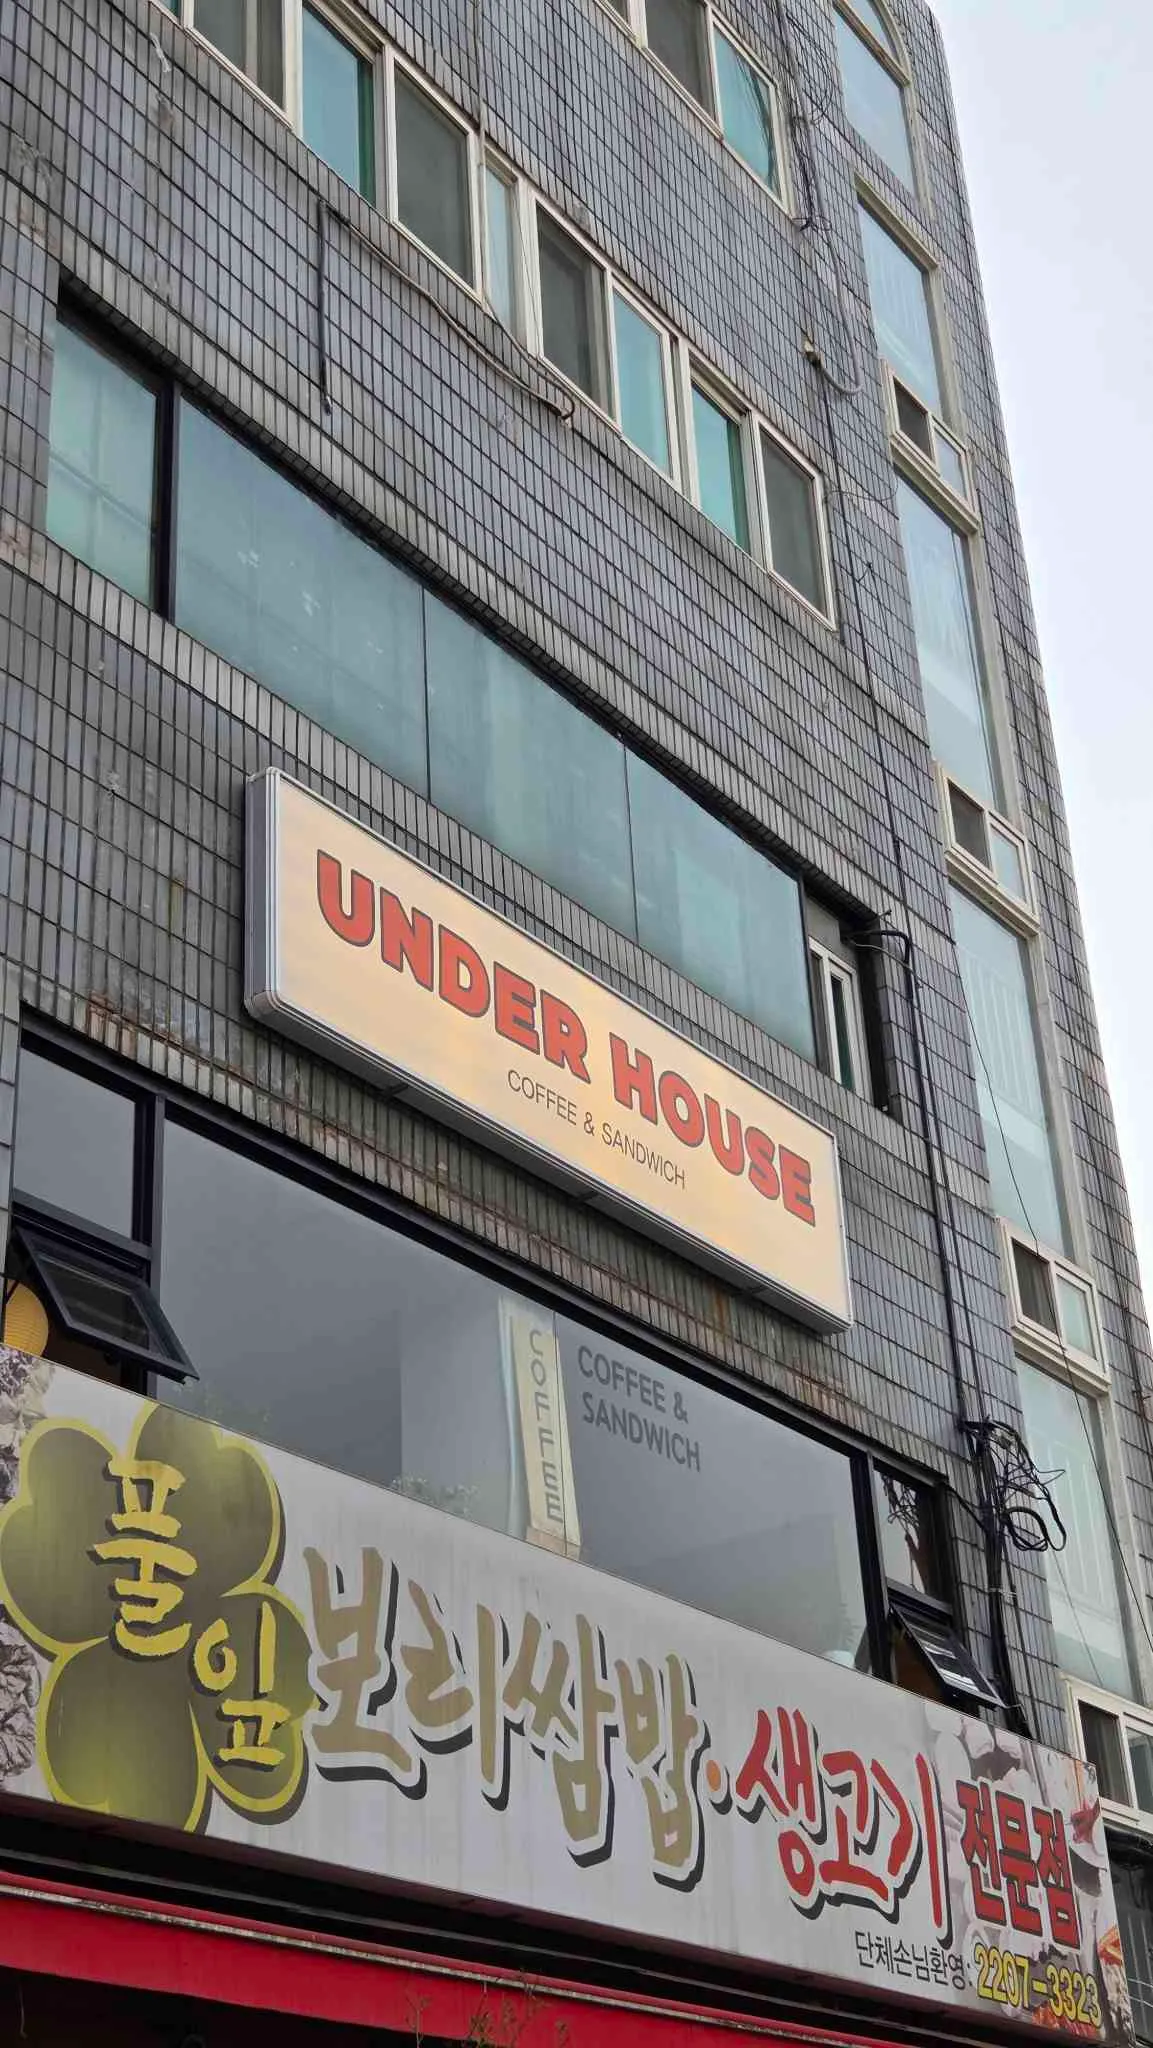 UNDER HOUSE
COFFEE & SANDWICH
COFFEE
COFFEE &
SANDWICH
풀잎
보리쌈밥·생고기 전문점
단체손님환영·2207-3323